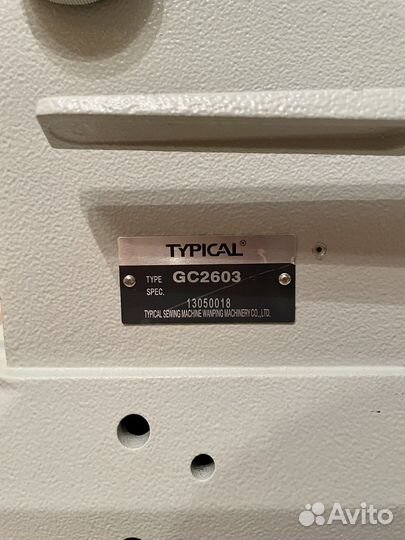 TYPICAL®
TYPE GC2603
SPEC.
13050018
TYPICAL SEWING MACHINE WANPING MACHINERY CO.,LTD.
Avito